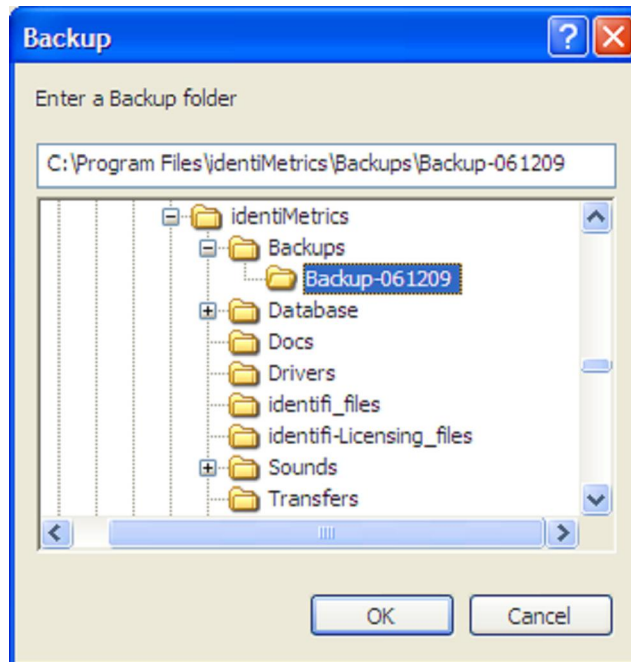 Backup
Enter a Backup folder
C:\Program Files\identiMetrics\Backups\Backup-061209
identiMetrics
Backups
Backup-061209
Database
Docs
Drivers
identifi_files
identifi-Licensing_files
Sounds
Transfers
OK Cancel